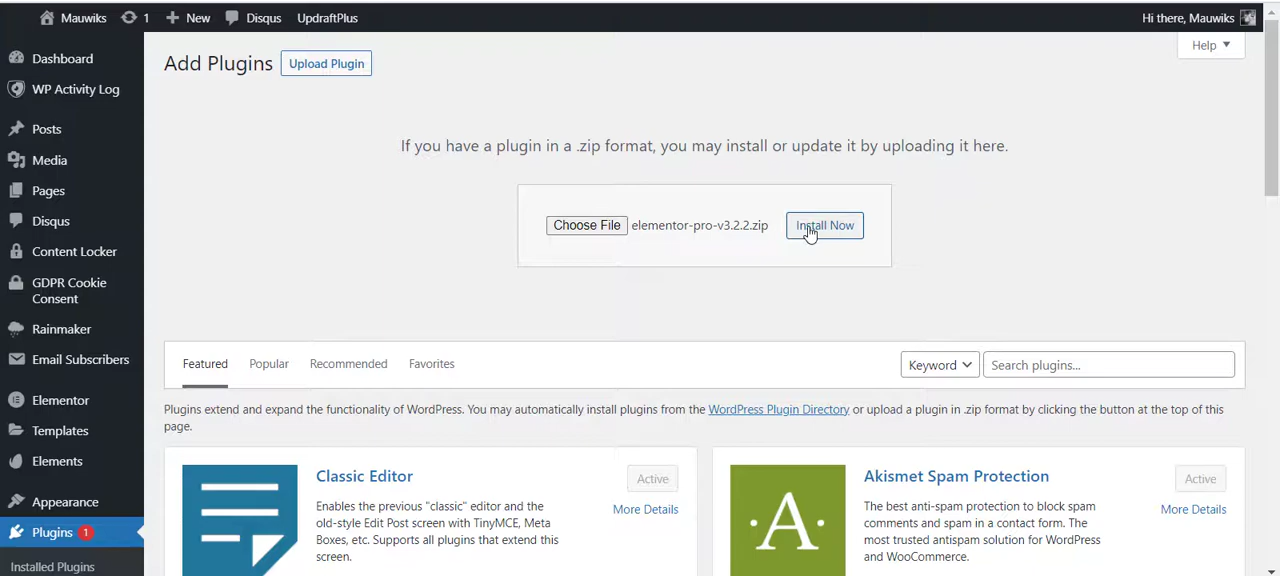 Mauwiks 1 New Disqus UpdraftPlus Hi there, Mauwiks
Dashboard
WP Activity Log
Posts
Media
Pages
Disqus
Content Locker
GDPR Cookie
Consent
Rainmaker
Email Subscribers
Elementor
Templates
Elements
Appearance
Plugins 1
Installed Plugins
Help
Add Plugins Upload Plugin
If you have a plugin in a .zip format, you may install or update it by uploading it here.
Choose File elementor-pro-v3.2.2.zip Install Now
Featured Popular Recommended Favorites Keyword Search plugins...
Plugins extend and expand the functionality of WordPress. You may automatically install plugins from the WordPress Plugin Directory or upload a plugin in .zip format by clicking the button at the top of this
page.
Classic Editor Active
More Details
Enables the previous "classic" editor and the
old-style Edit Post screen with TinyMCE, Meta
Boxes, etc. Supports all plugins that extend this
screen.
A
Akismet Spam Protection Active
More Details
The best anti-spam protection to block spam
comments and spam in a contact form. The
most trusted antispam solution for WordPress
and WooCommerce.